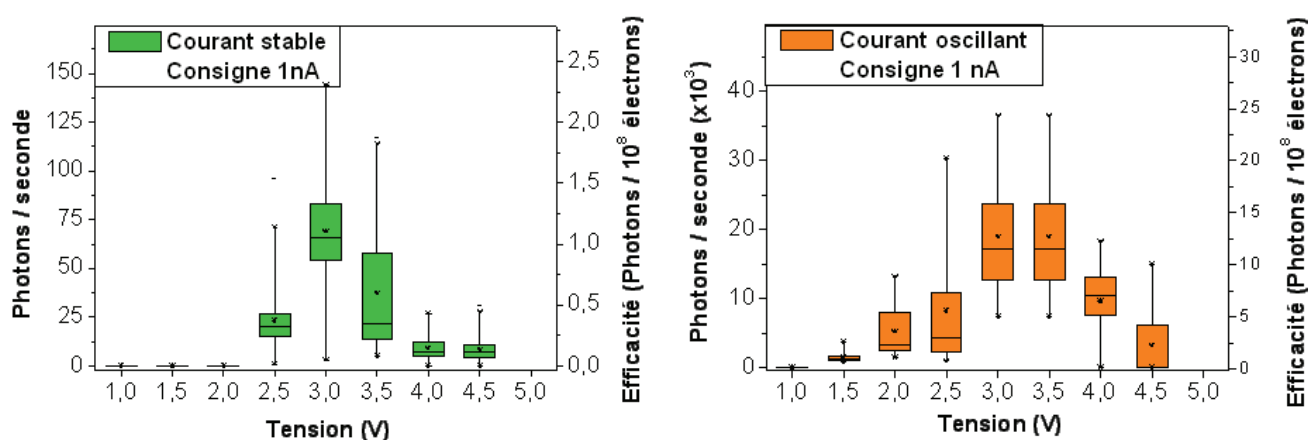 Courant stable
Consigne 1nA
Photons / seconde
150
125
100
75
50
25
0
2,5
2,0
1,5
1,0
0,5
0,0
Efficacité (Photons / 10⁸ électrons)
1,0 1,5 2,0 2,5 3,0 3,5 4,0 4,5 5,0
Tension (V)
Courant oscillant
Consigne 1 nA
Photons / seconde (x10³)
40
30
20
10
0
30
25
20
15
10
5
0
Efficacité (Photons / 10⁸ électrons)
1,0 1,5 2,0 2,5 3,0 3,5 4,0 4,5 5,0
Tension (V)